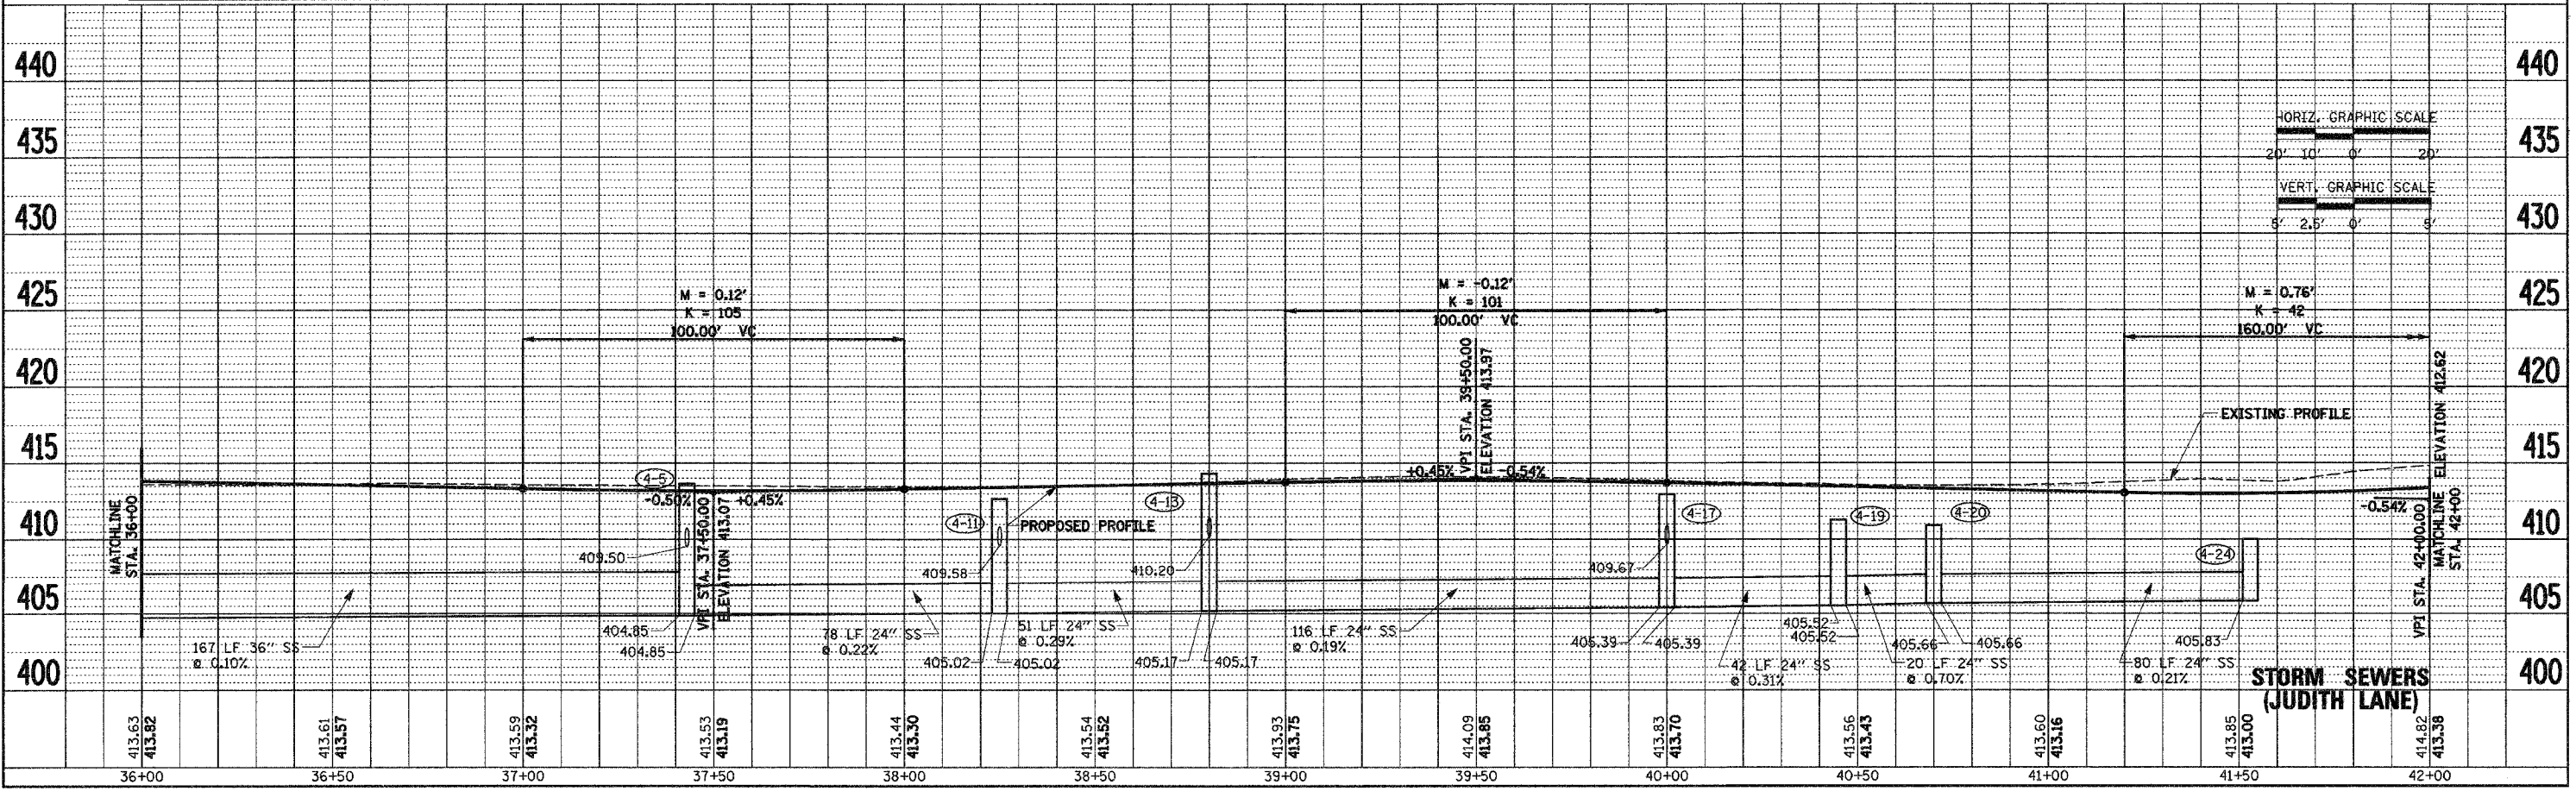 440
440
HORIZ. GRAPHIC SCALE
20' 10' 0' 20'
435
435
VERT. GRAPHIC SCALE
5' 2.5' 0' 5'
430
430
425
425
M = 0.12'
K = 105
100.00' VC
M = -0.12'
K = 101
100.00' VC
M = 0.76'
K = 42
160.00' VC
420
420
VPI STA. 39+50.00
ELEVATION 413.97
ELEVATION 412.62
VPI STA. 42+00.00
EXISTING PROFILE
415
415
MATCHLINE
STA. 36+00
4-5
-0.50%
+0.45%
VPI STA. 37+50.00
ELEVATION 413.07
4-11
PROPOSED PROFILE
4-13
+0.45%
-0.54%
4-17
4-19
4-20
4-24
-0.54%
MATCHLINE
STA. 42+00
410
410
409.50
409.58
410.20
409.67
405
405
167 LF 36" SS
@ 0.10%
404.85
404.85
78 LF 24" SS
@ 0.22%
405.02
405.02
51 LF 24" SS
@ 0.29%
405.17
405.17
116 LF 24" SS
@ 0.19%
405.39
405.39
42 LF 24" SS
@ 0.31%
405.52
405.52
20 LF 24" SS
@ 0.70%
405.66
405.66
80 LF 24" SS
@ 0.21%
405.83
400
400
STORM SEWERS
(JUDITH LANE)
413.63
413.82
413.61
413.57
413.59
413.32
413.53
413.19
413.44
413.30
413.54
413.52
413.93
413.75
414.09
413.85
413.83
413.70
413.56
413.43
413.60
413.16
413.85
413.00
414.82
413.38
36+00
36+50
37+00
37+50
38+00
38+50
39+00
39+50
40+00
40+50
41+00
41+50
42+00